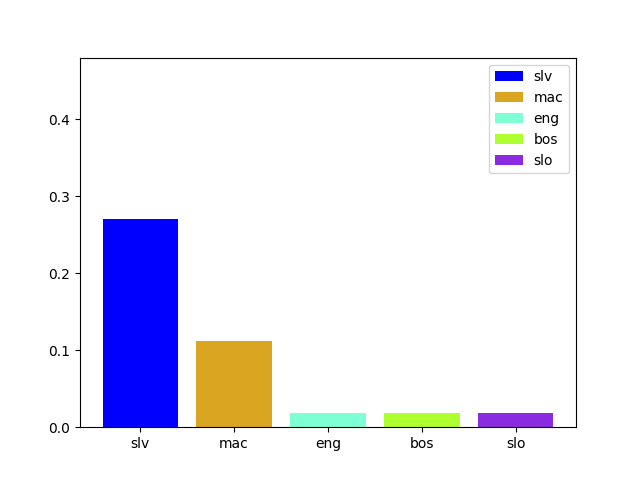 slv
mac
eng
bos
slo
0.4
0.3
0.2
0.1
0.0
slv mac eng bos slo